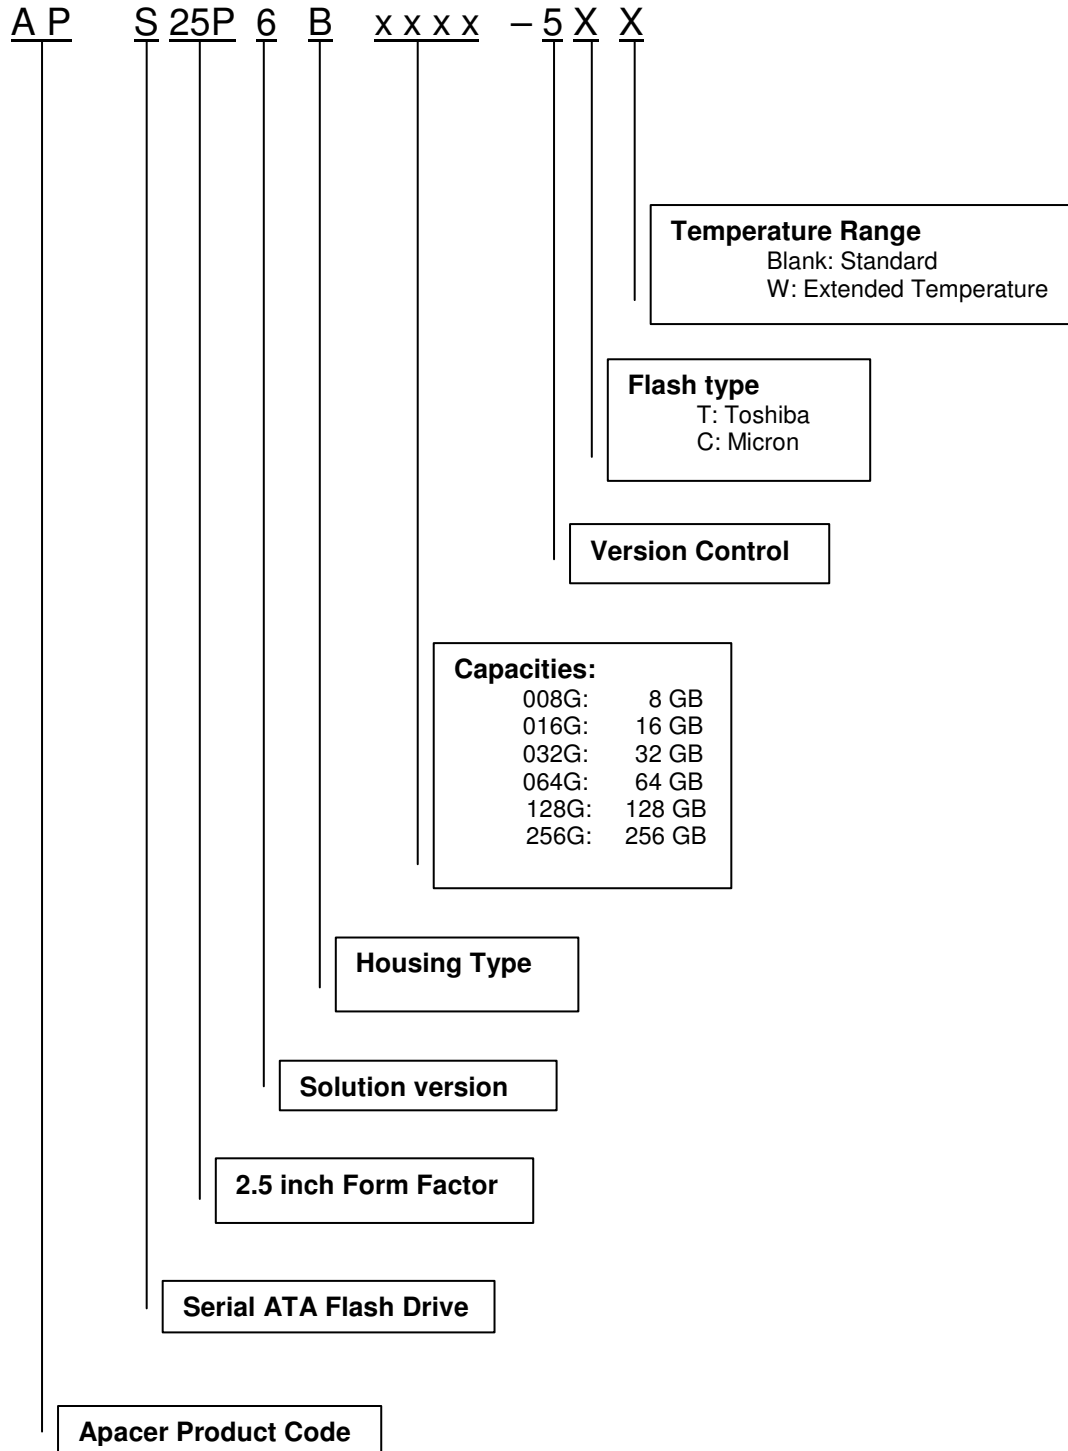 A P S 25P 6 B x x x x – 5 X X
Temperature Range
Blank: Standard
W: Extended Temperature
Flash type
T: Toshiba
C: Micron
Version Control
Capacities:
008G: 8 GB
016G: 16 GB
032G: 32 GB
064G: 64 GB
128G: 128 GB
256G: 256 GB
Housing Type
Solution version
2.5 inch Form Factor
Serial ATA Flash Drive
Apacer Product Code